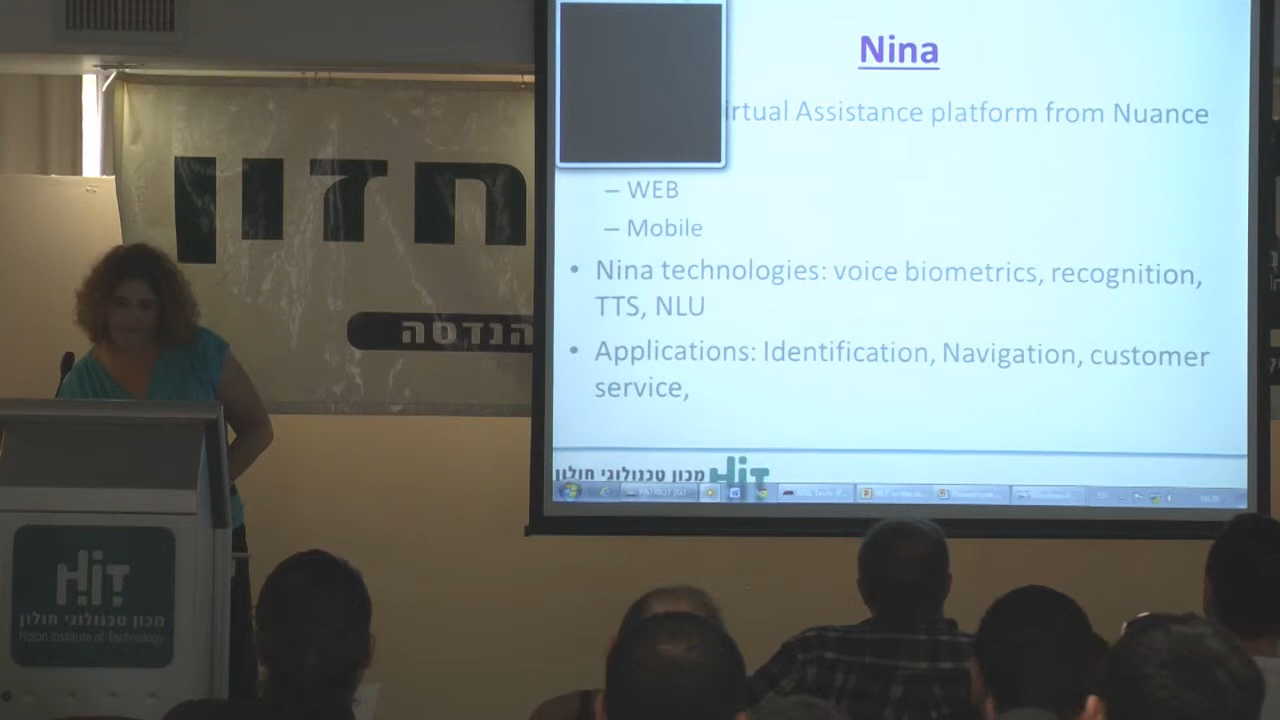 Nina
irtual Assistance platform from Nuance
– WEB
– Mobile
• Nina technologies: voice biometrics, recognition,
TTS, NLU
• Applications: Identification, Navigation, customer
service,
מכון טכנולוגי חולון HiT
חזון
הנדסה
HiT
מכון טכנולוגי חולון
Holon Institute of Technology